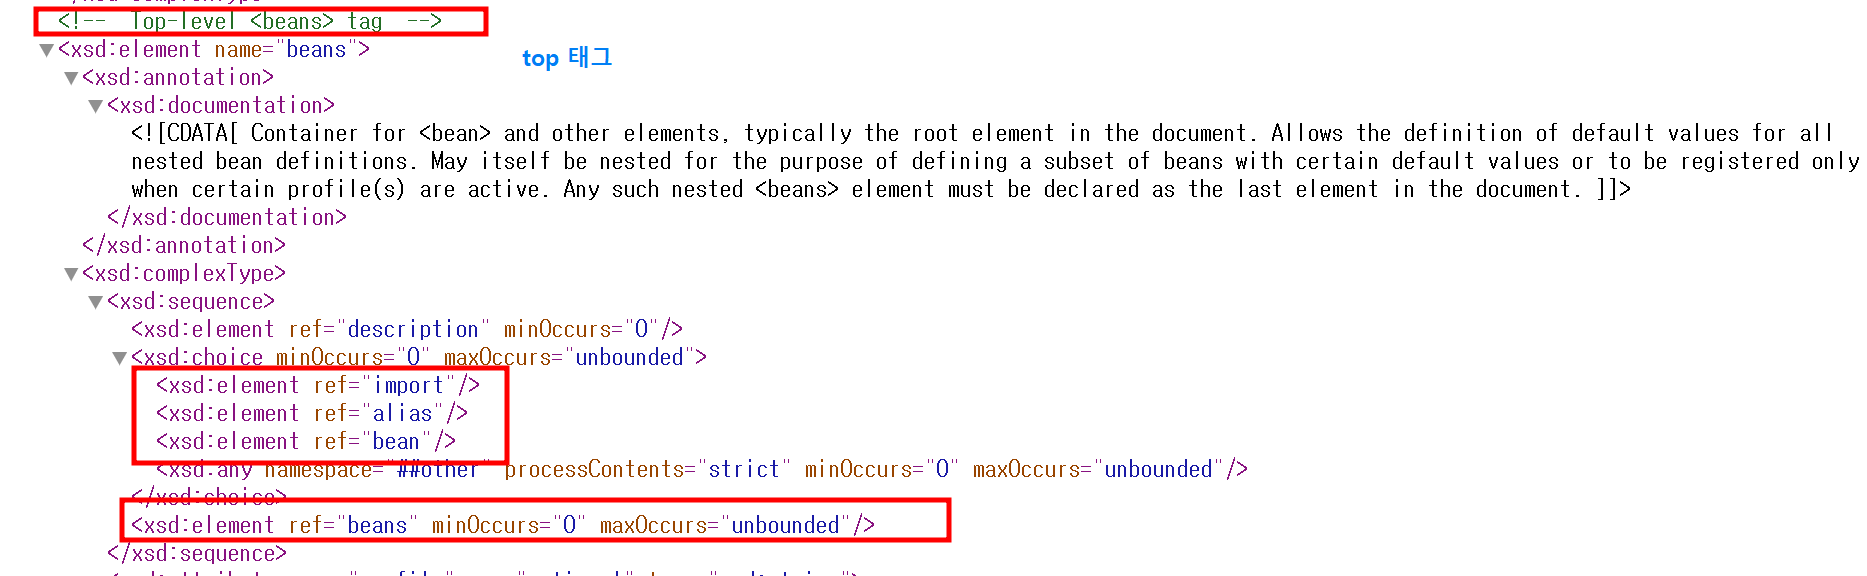 <!-- Top-level <beans> tag -->
<xsd:element name="beans">
top 태그
<xsd:annotation>
<xsd:documentation>
<![CDATA[ Container for <bean> and other elements, typically the root element in the document. Allows the definition of default values for all
nested bean definitions. May itself be nested for the purpose of defining a subset of beans with certain default values or to be registered only
when certain profile(s) are active. Any such nested <beans> element must be declared as the last element in the document. ]]>
</xsd:documentation>
</xsd:annotation>
<xsd:complexType>
<xsd:sequence>
<xsd:element ref="description" minOccurs="0"/>
<xsd:choice minOccurs="0" maxOccurs="unbounded">
<xsd:element ref="import"/>
<xsd:element ref="alias"/>
<xsd:element ref="bean"/>
<xsd:any namespace="##other" processContents="strict" minOccurs="0" maxOccurs="unbounded"/>
</xsd:choice>
<xsd:element ref="beans" minOccurs="0" maxOccurs="unbounded"/>
</xsd:sequence>